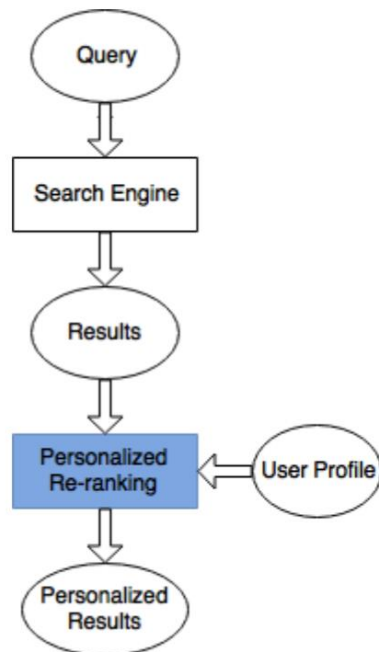 Query
Search Engine
Results
Personalized
Re-ranking
User Profile
Personalized
Results